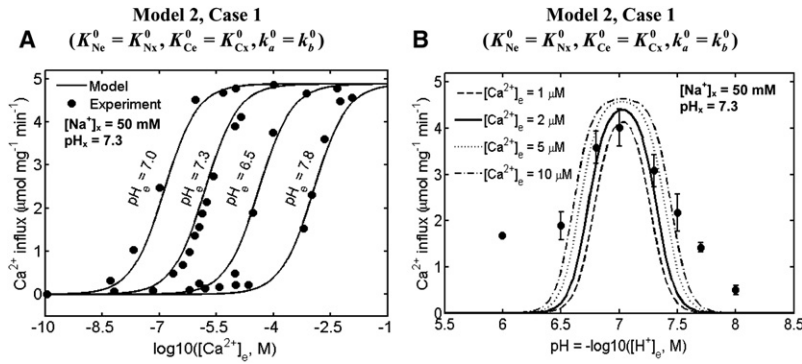 Model 2, Case 1
(K⁰Ne = K⁰Nx, K⁰Ce = K⁰Cx, k⁰a = k⁰b)
A
Model
Experiment
[Na⁺]ₓ = 50 mM
pHₓ = 7.3
pHₑ = 7.0
pHₑ = 7.3
pHₑ = 6.5
pHₑ = 7.8
Ca²⁺ influx (μmol mg⁻¹ min⁻¹)
5
4
3
2
1
0
-10 -8.5 -7 -5.5 -4 -2.5 -1
log10([Ca²⁺]ₑ, M)
Model 2, Case 1
(K⁰Ne = K⁰Nx, K⁰Ce = K⁰Cx, k⁰a = k⁰b)
B
[Ca²⁺]ₑ = 1 μM
[Ca²⁺]ₑ = 2 μM
[Ca²⁺]ₑ = 5 μM
[Ca²⁺]ₑ = 10 μM
[Na⁺]ₓ = 50 mM
pHₓ = 7.3
Ca²⁺ influx (μmol mg⁻¹ min⁻¹)
5
4
3
2
1
0
5.5 6 6.5 7 7.5 8 8.5
pH = -log10([H⁺]ₑ, M)